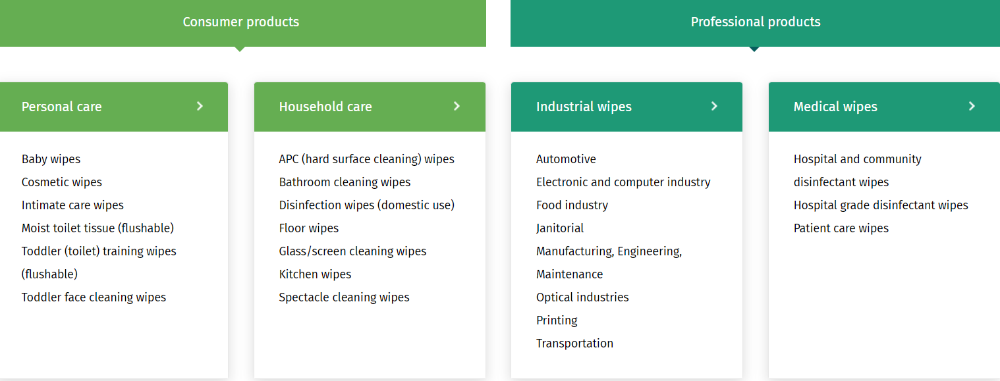 Consumer products
Professional products
Personal care
Baby wipes
Cosmetic wipes
Intimate care wipes
Moist toilet tissue (flushable)
Toddler (toilet) training wipes
(flushable)
Toddler face cleaning wipes
Household care
APC (hard surface cleaning) wipes
Bathroom cleaning wipes
Disinfection wipes (domestic use)
Floor wipes
Glass/screen cleaning wipes
Kitchen wipes
Spectacle cleaning wipes
Industrial wipes
Automotive
Electronic and computer industry
Food industry
Janitorial
Manufacturing, Engineering,
Maintenance
Optical industries
Printing
Transportation
Medical wipes
Hospital and community
disinfectant wipes
Hospital grade disinfectant wipes
Patient care wipes